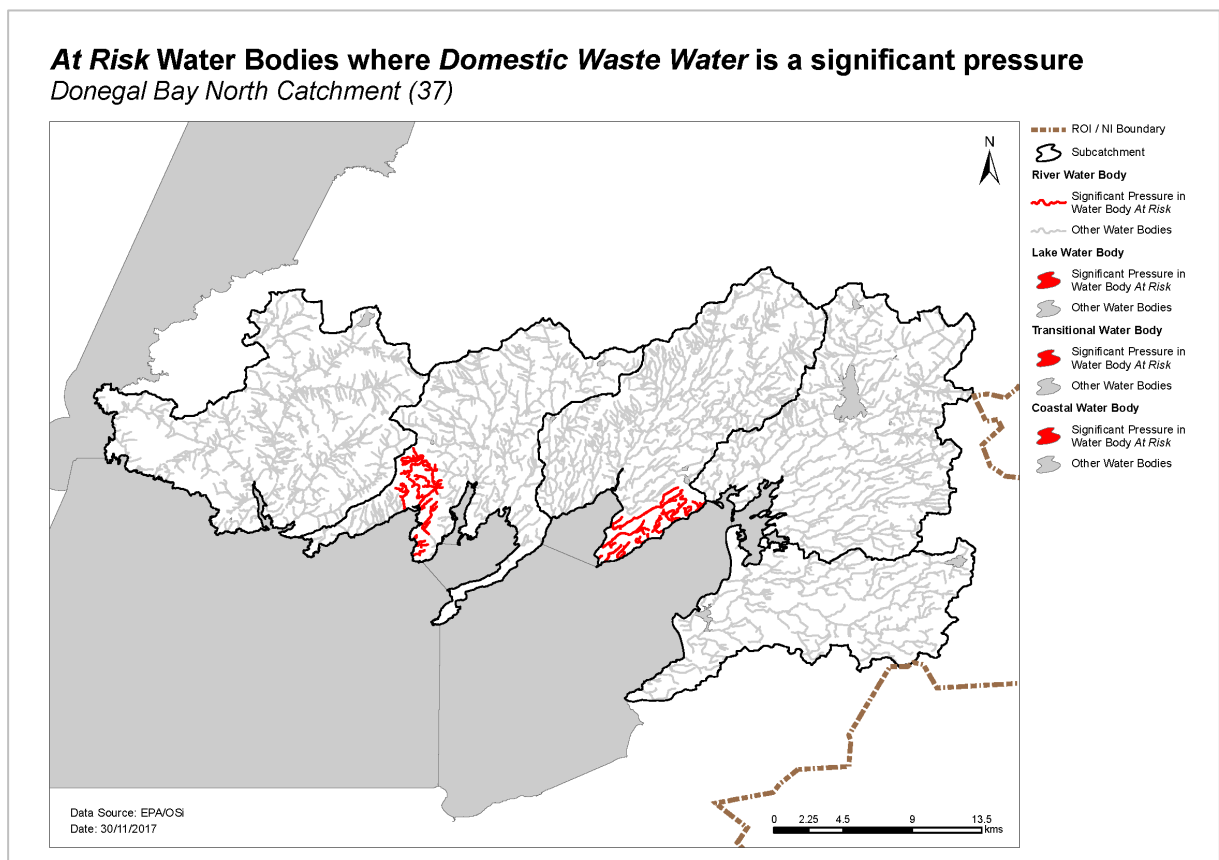 At Risk Water Bodies where Domestic Waste Water is a significant pressure
Donegal Bay North Catchment (37)
N
ROI / NI Boundary
Subcatchment
River Water Body
Significant Pressure in
Water Body At Risk
Other Water Bodies
Lake Water Body
Significant Pressure in
Water Body At Risk
Other Water Bodies
Transitional Water Body
Significant Pressure in
Water Body At Risk
Other Water Bodies
Coastal Water Body
Significant Pressure in
Water Body At Risk
Other Water Bodies
Data Source: EPA/OSi
Date: 30/11/2017
0 2.25 4.5 9 13.5
kms